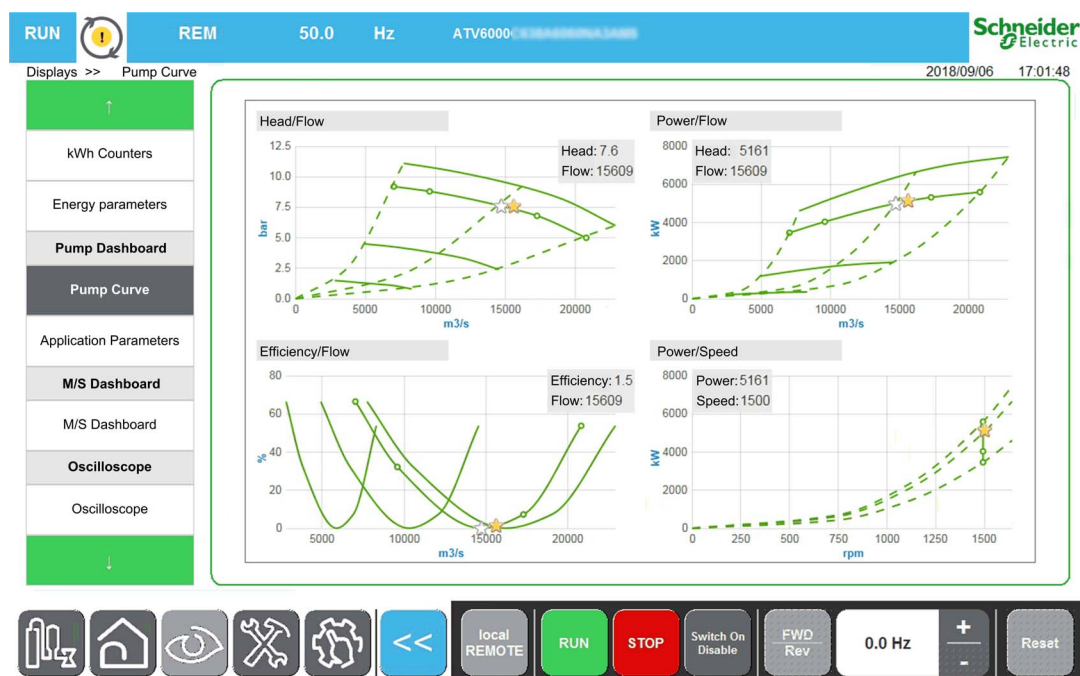 RUN REM 50.0 Hz ATV6000
Schneider
Electric
Displays >> Pump Curve 2018/09/06 17:01:48
↑
kWh Counters
Energy parameters
Pump Dashboard
Pump Curve
Application Parameters
M/S Dashboard
M/S Dashboard
Oscilloscope
Oscilloscope
↓
Head/Flow
Head: 7.6
Flow: 15609
12.5
10.0
7.5
5.0
2.5
0.0
bar
0 5000 10000 15000 20000
m3/s
Power/Flow
Head: 5161
Flow: 15609
8000
6000
4000
2000
0
kW
0 5000 10000 15000 20000
m3/s
Efficiency/Flow
Efficiency: 1.5
Flow: 15609
80
60
40
20
0
%
5000 10000 15000 20000
m3/s
Power/Speed
Power: 5161
Speed: 1500
8000
6000
4000
2000
0
kW
0 250 500 750 1000 1250 1500
rpm
<<
local
REMOTE
RUN
STOP
Switch On
Disable
FWD
Rev
0.0 Hz
+
-
Reset